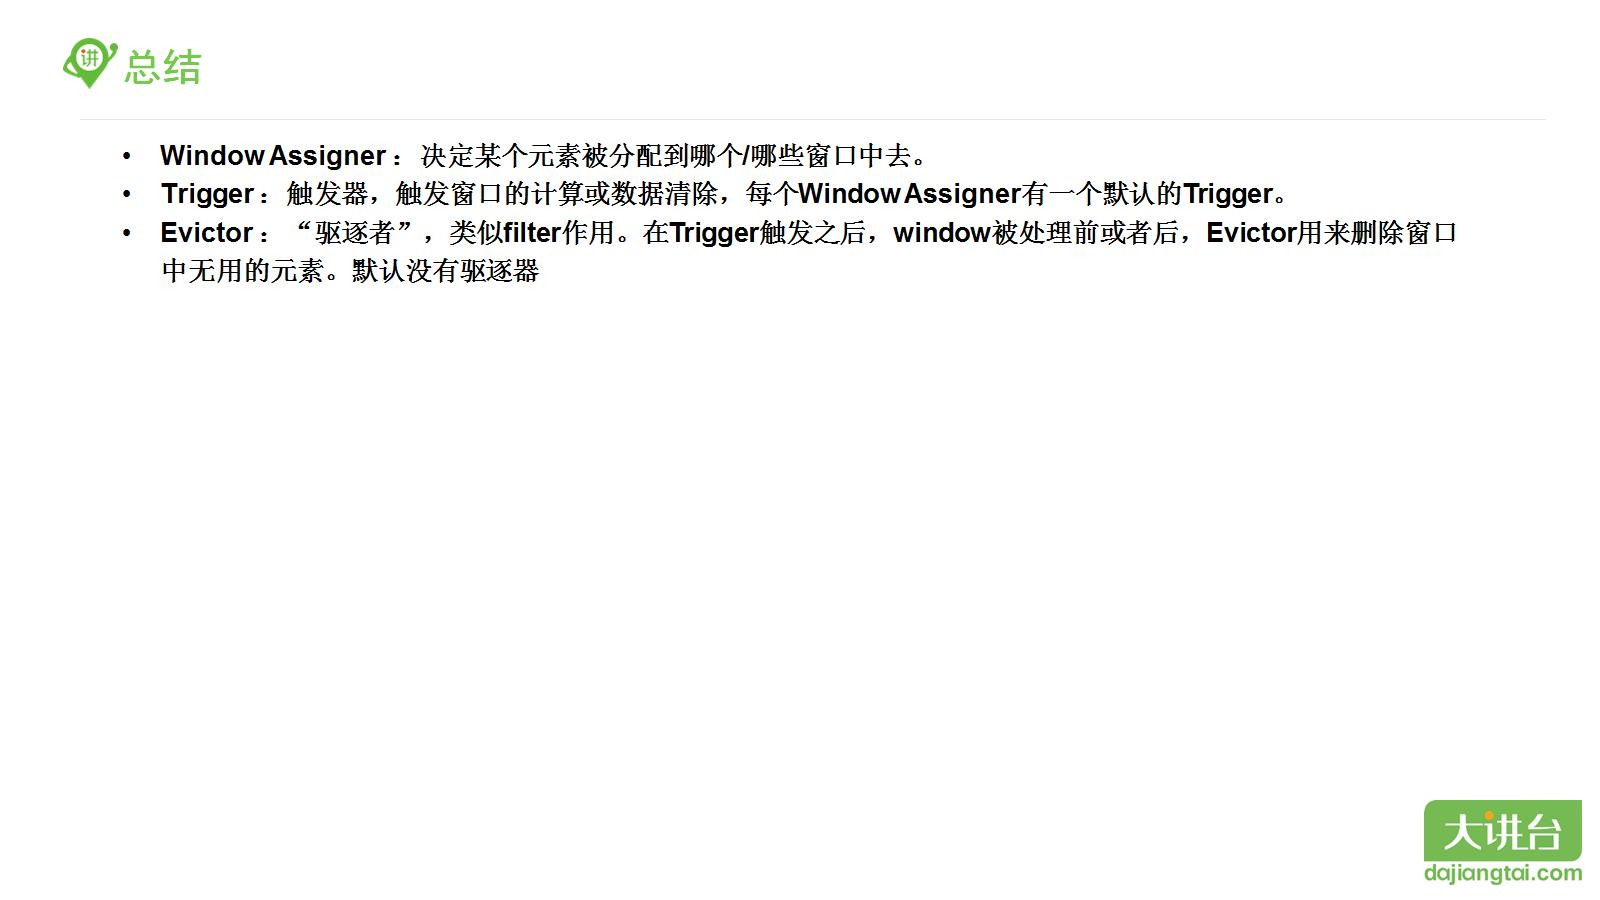 讲 总结
• Window Assigner：决定某个元素被分配到哪个/哪些窗口中去。
• Trigger：触发器，触发窗口的计算或数据清除，每个Window Assigner有一个默认的Trigger。
• Evictor：“驱逐者”，类似filter作用。在Trigger触发之后，window被处理前或者后，Evictor用来删除窗口
中无用的元素。默认没有驱逐器
大讲台
dajiangtai.com